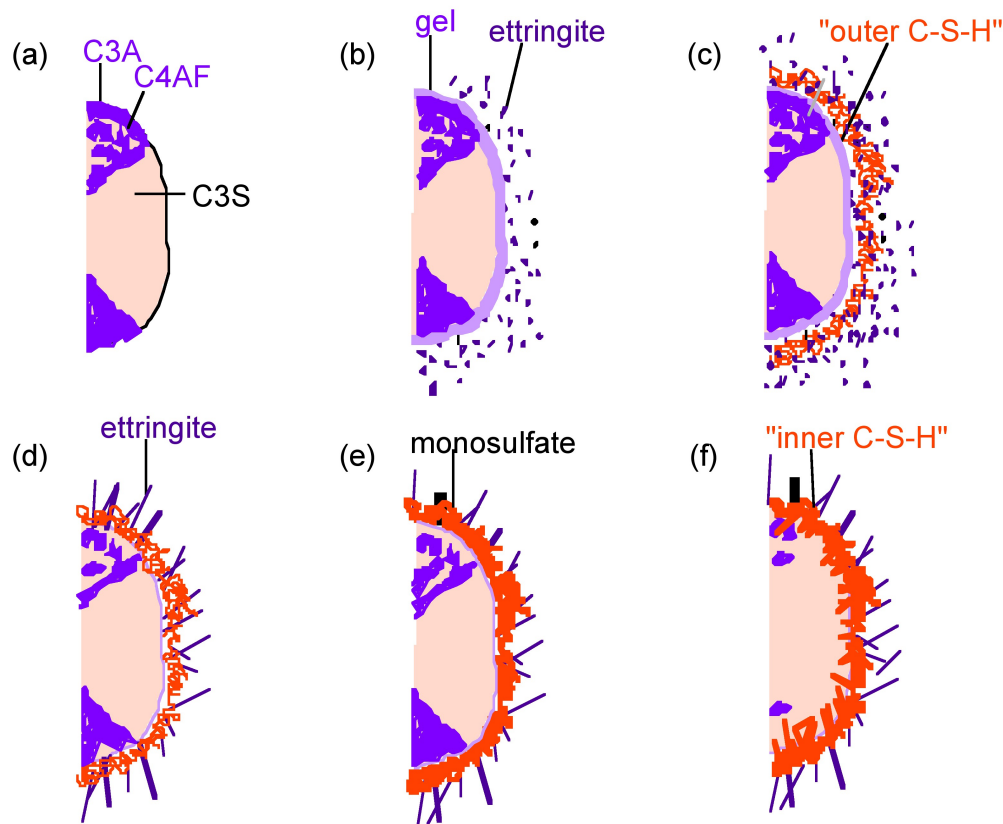 (a)
C3A
C4AF
C3S
(b)
gel
ettringite
(c)
"outer C-S-H"
(d)
ettringite
(e)
monosulfate
(f)
"inner C-S-H"